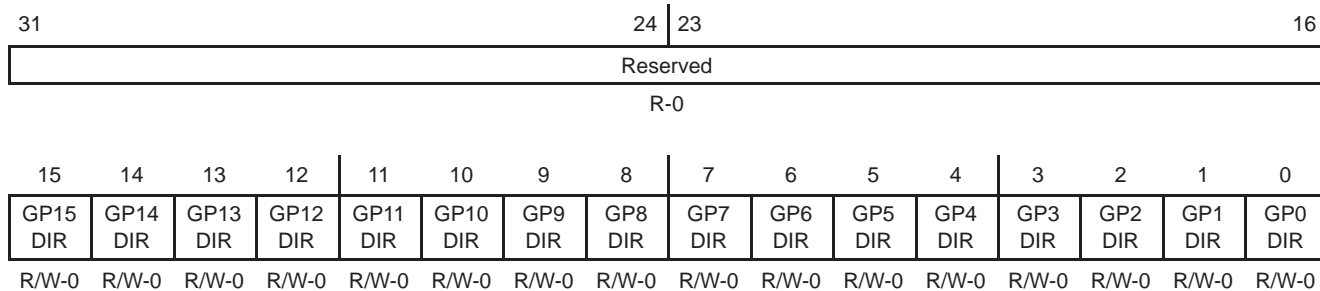 31 24 23 16
Reserved
R-0
15 14 13 12 11 10 9 8 7 6 5 4 3 2 1 0
GP15 GP14 GP13 GP12 GP11 GP10 GP9 GP8 GP7 GP6 GP5 GP4 GP3 GP2 GP1 GP0
DIR DIR DIR DIR DIR DIR DIR DIR DIR DIR DIR DIR DIR DIR DIR DIR
R/W-0 R/W-0 R/W-0 R/W-0 R/W-0 R/W-0 R/W-0 R/W-0 R/W-0 R/W-0 R/W-0 R/W-0 R/W-0 R/W-0 R/W-0 R/W-0